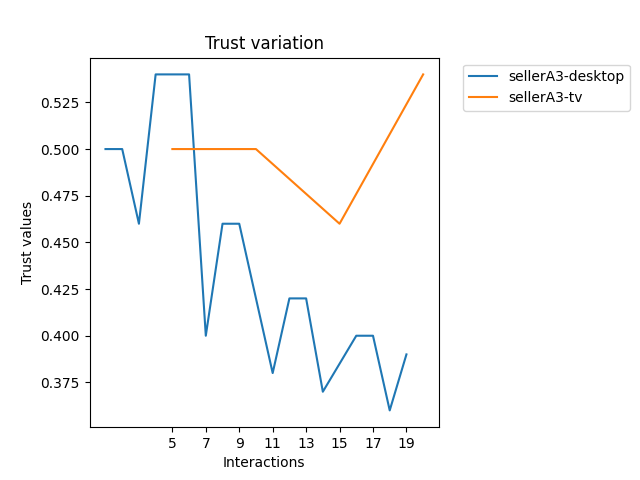 Trust variation
sellerA3-desktop
sellerA3-tv
0.525
0.500
0.475
0.450
0.425
0.400
0.375
Trust values
5 7 9 11 13 15 17 19
Interactions